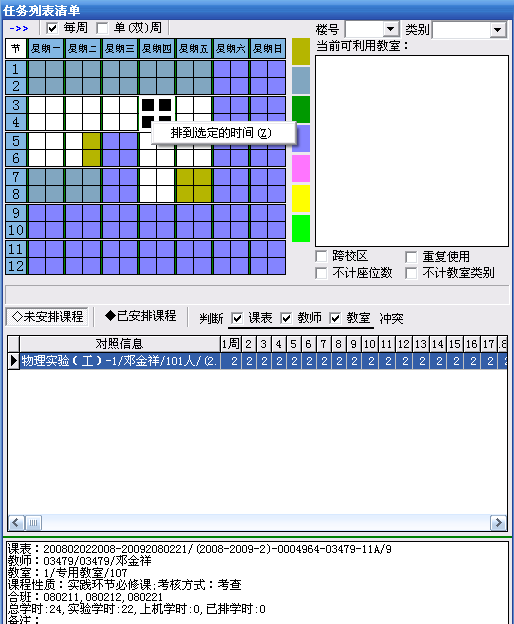 任务列表清单
->> 每周 单(双)周 楼号 类别
节 星期一 星期二 星期三 星期四 星期五 星期六 星期日
当前可利用教室：
1
2
3
4
排到选定的时间(Z)
5
6
7
8
9
10
11
12
跨校区 重复使用
不计座位数 不计教室类别
◇未安排课程 ◆已安排课程 判断 课表 教师 教室 冲突
对照信息 1周 2 3 4 5 6 7 8 9 10 11 12 13 14 15 16 17
物理实验（工）-1/邓金祥/101人/(2. 2 2 2 2 2 2 2 2 2 2 2 2 2 2 2 2 2
课表：200802022008-20092080221/(2008-2009-2)-0004964-03479-11A/9
教师：03479/03479/邓金祥
教室：1/专用教室/107
课程性质：实践环节必修课;考核方式：考查
合班：080211,080212,080221
总学时:24,实验学时:22,上机学时:0,已排学时:0
备注：